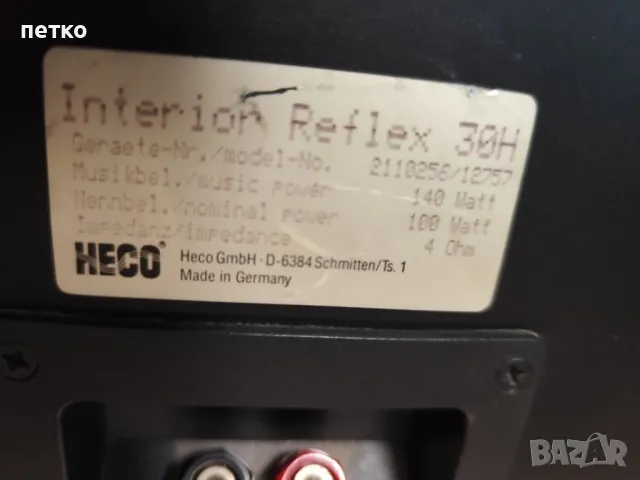 петко
Interior Reflex 30H
Geraete-Nr./model-No. 2110256/12757
Musikbel./music power 140 Watt
Nennbel./nominal power 100 Watt
Impedanz/impedance 4 Ohm
HECO® Heco GmbH · D-6384 Schmitten/Ts. 1
Made in Germany
BAZAR